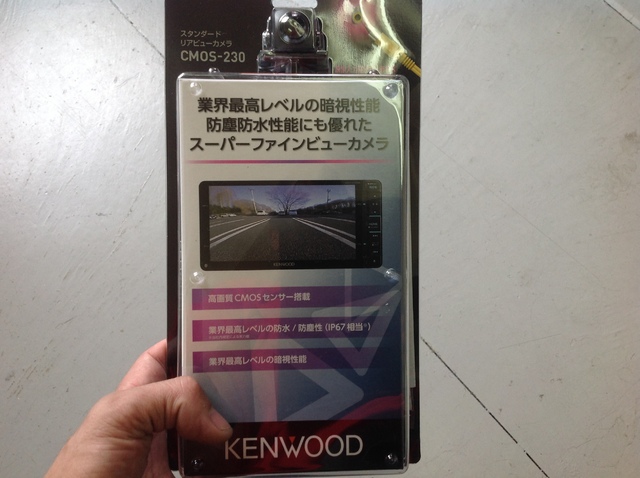 スタンダード
リアビューカメラ
CMOS-230
業界最高レベルの暗視性能
防塵防水性能にも優れた
スーパーファインビューカメラ
KENWOOD
高画質CMOSセンサー搭載
業界最高レベルの防水/防塵性(IP67相当※)
業界最高レベルの暗視性能
KENWOOD